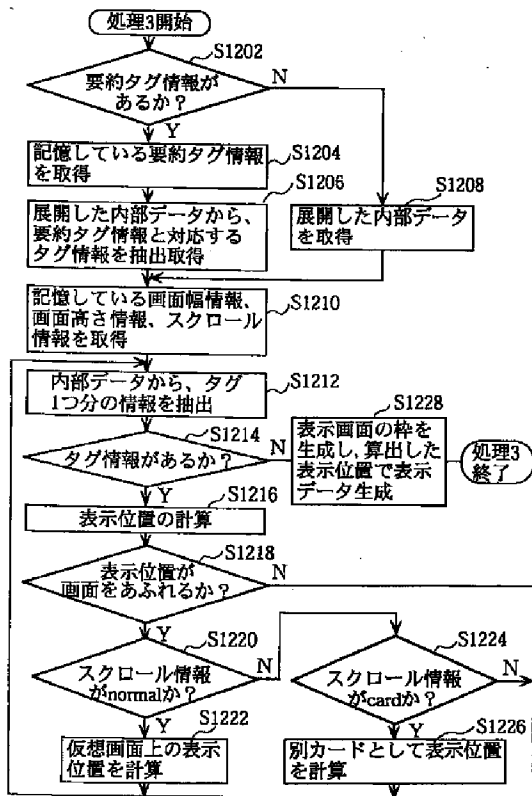 処理3開始
S1202
要約タグ情報が
あるか？
N
Y
記憶している要約タグ情報
を取得
S1204
S1206
展開した内部データから、
要約タグ情報と対応する
タグ情報を抽出取得
S1208
展開した内部データ
を取得
記憶している画面幅情報、
画面高さ情報、スクロール
情報を取得
S1210
内部データから、タグ
1つ分の情報を抽出
S1212
S1214
タグ情報があるか？
N
Y
S1228
表示画面の枠を
生成し、算出した
表示位置で表示
データ生成
処理3
終了
S1216
表示位置の計算
S1218
表示位置が
画面をあふれるか？
N
Y
S1220
スクロール情報
がnormalか？
N
Y
S1224
スクロール情報
がcardか？
N
Y
S1222
仮想画面上の表示
位置を計算
S1226
別カードとして表示位置
を計算